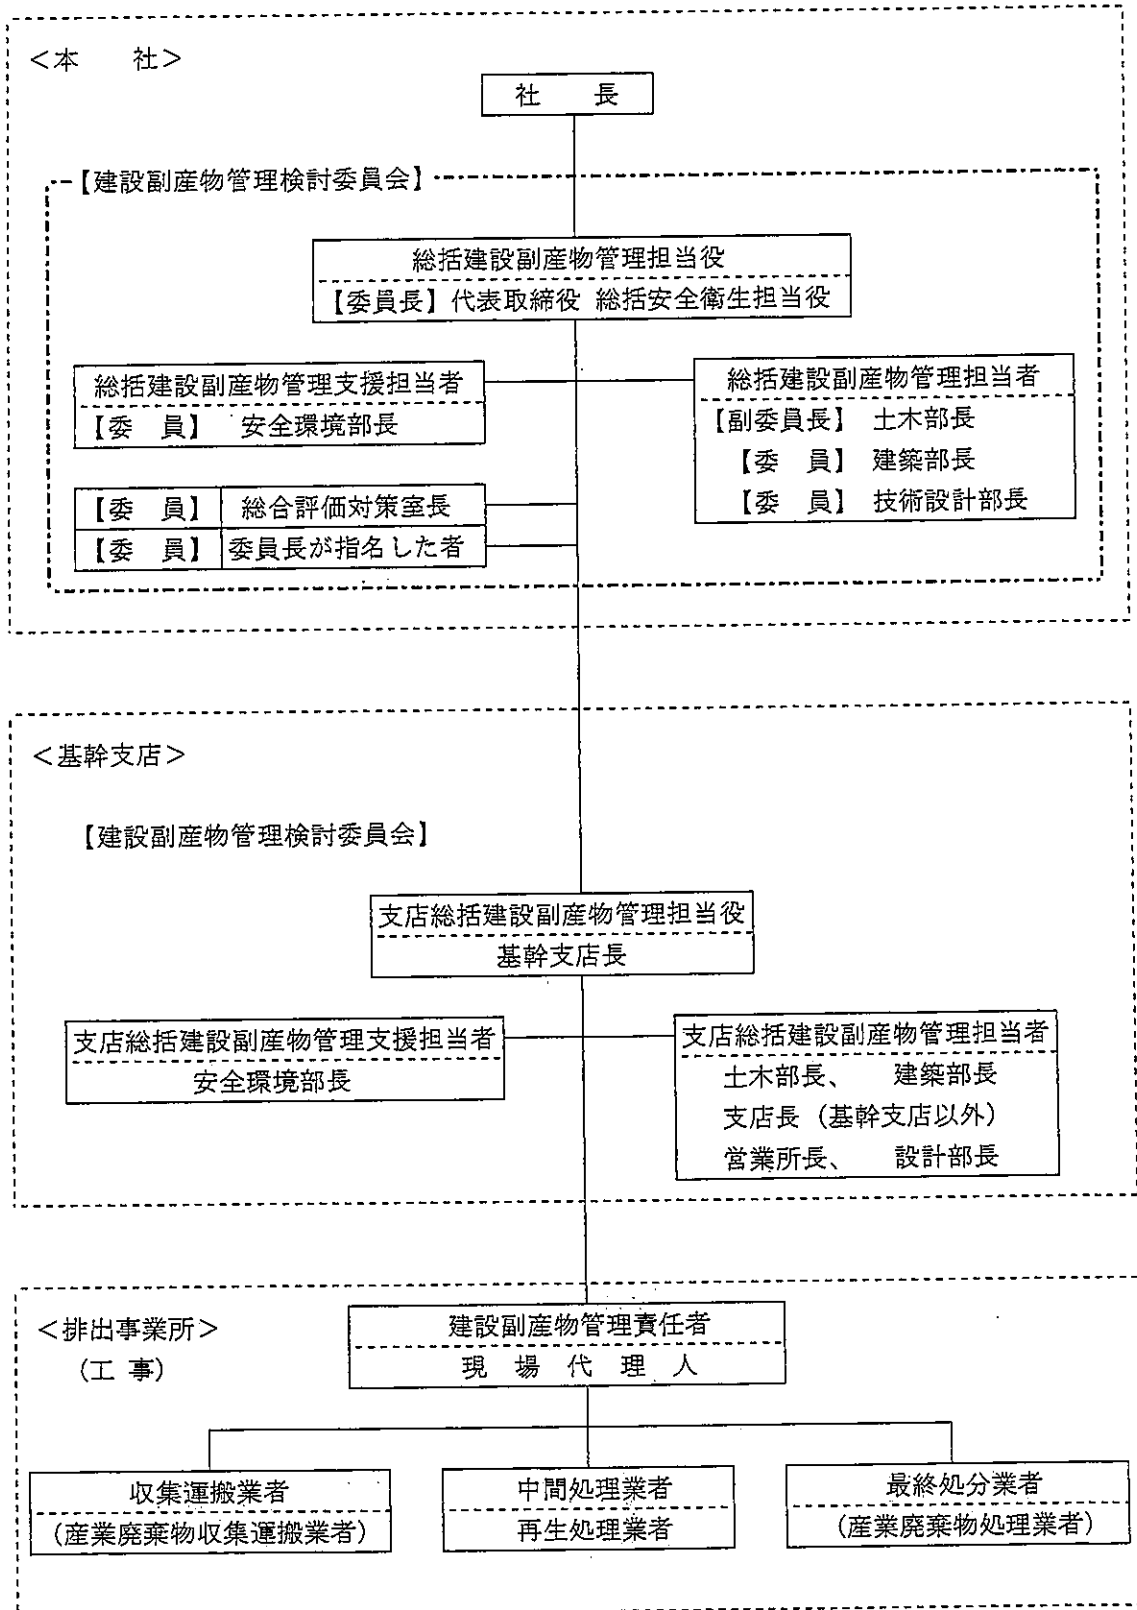 ＜本　　社＞
社　　長
【建設副産物管理検討委員会】
総括建設副産物管理担当役
【委員長】代表取締役 総括安全衛生担当役
総括建設副産物管理支援担当者
【委　員】　安全環境部長
総括建設副産物管理担当者
【副委員長】　土木部長
【委　員】　建築部長
【委　員】　技術設計部長
【委　員】　総合評価対策室長
【委　員】　委員長が指名した者
＜基幹支店＞
【建設副産物管理検討委員会】
支店総括建設副産物管理担当役
基幹支店長
支店総括建設副産物管理支援担当者
安全環境部長
支店総括建設副産物管理担当者
土木部長、　　建築部長
支店長（基幹支店以外）
営業所長、　　設計部長
＜排出事業所＞
（工 事）
建設副産物管理責任者
現　場　代　理　人
収集運搬業者
（産業廃棄物収集運搬業者）
中間処理業者
再生処理業者
最終処分業者
（産業廃棄物処理業者）